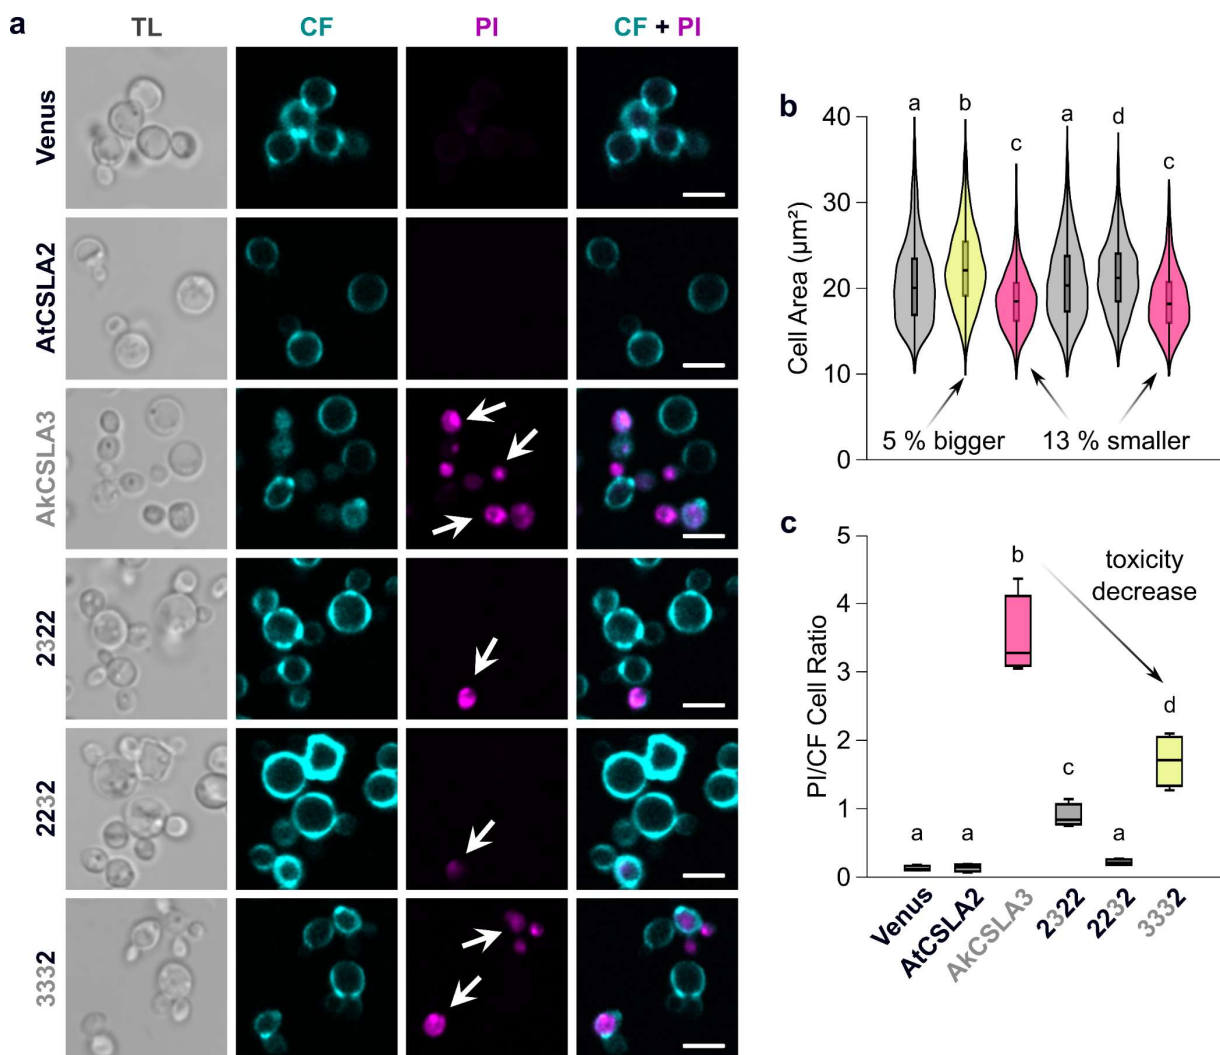 a
TL
CF
PI
CF + PI
Venus
AtCSLA2
AkCSLA3
2322
2232
3332
b
Cell Area (µm²)
40
30
20
10
0
a
b
c
a
d
c
5 % bigger
13 % smaller
c
PI/CF Cell Ratio
5
4
3
2
1
0
a
a
b
c
a
d
toxicity
decrease
Venus
AtCSLA2
AkCSLA3
2322
2232
3332